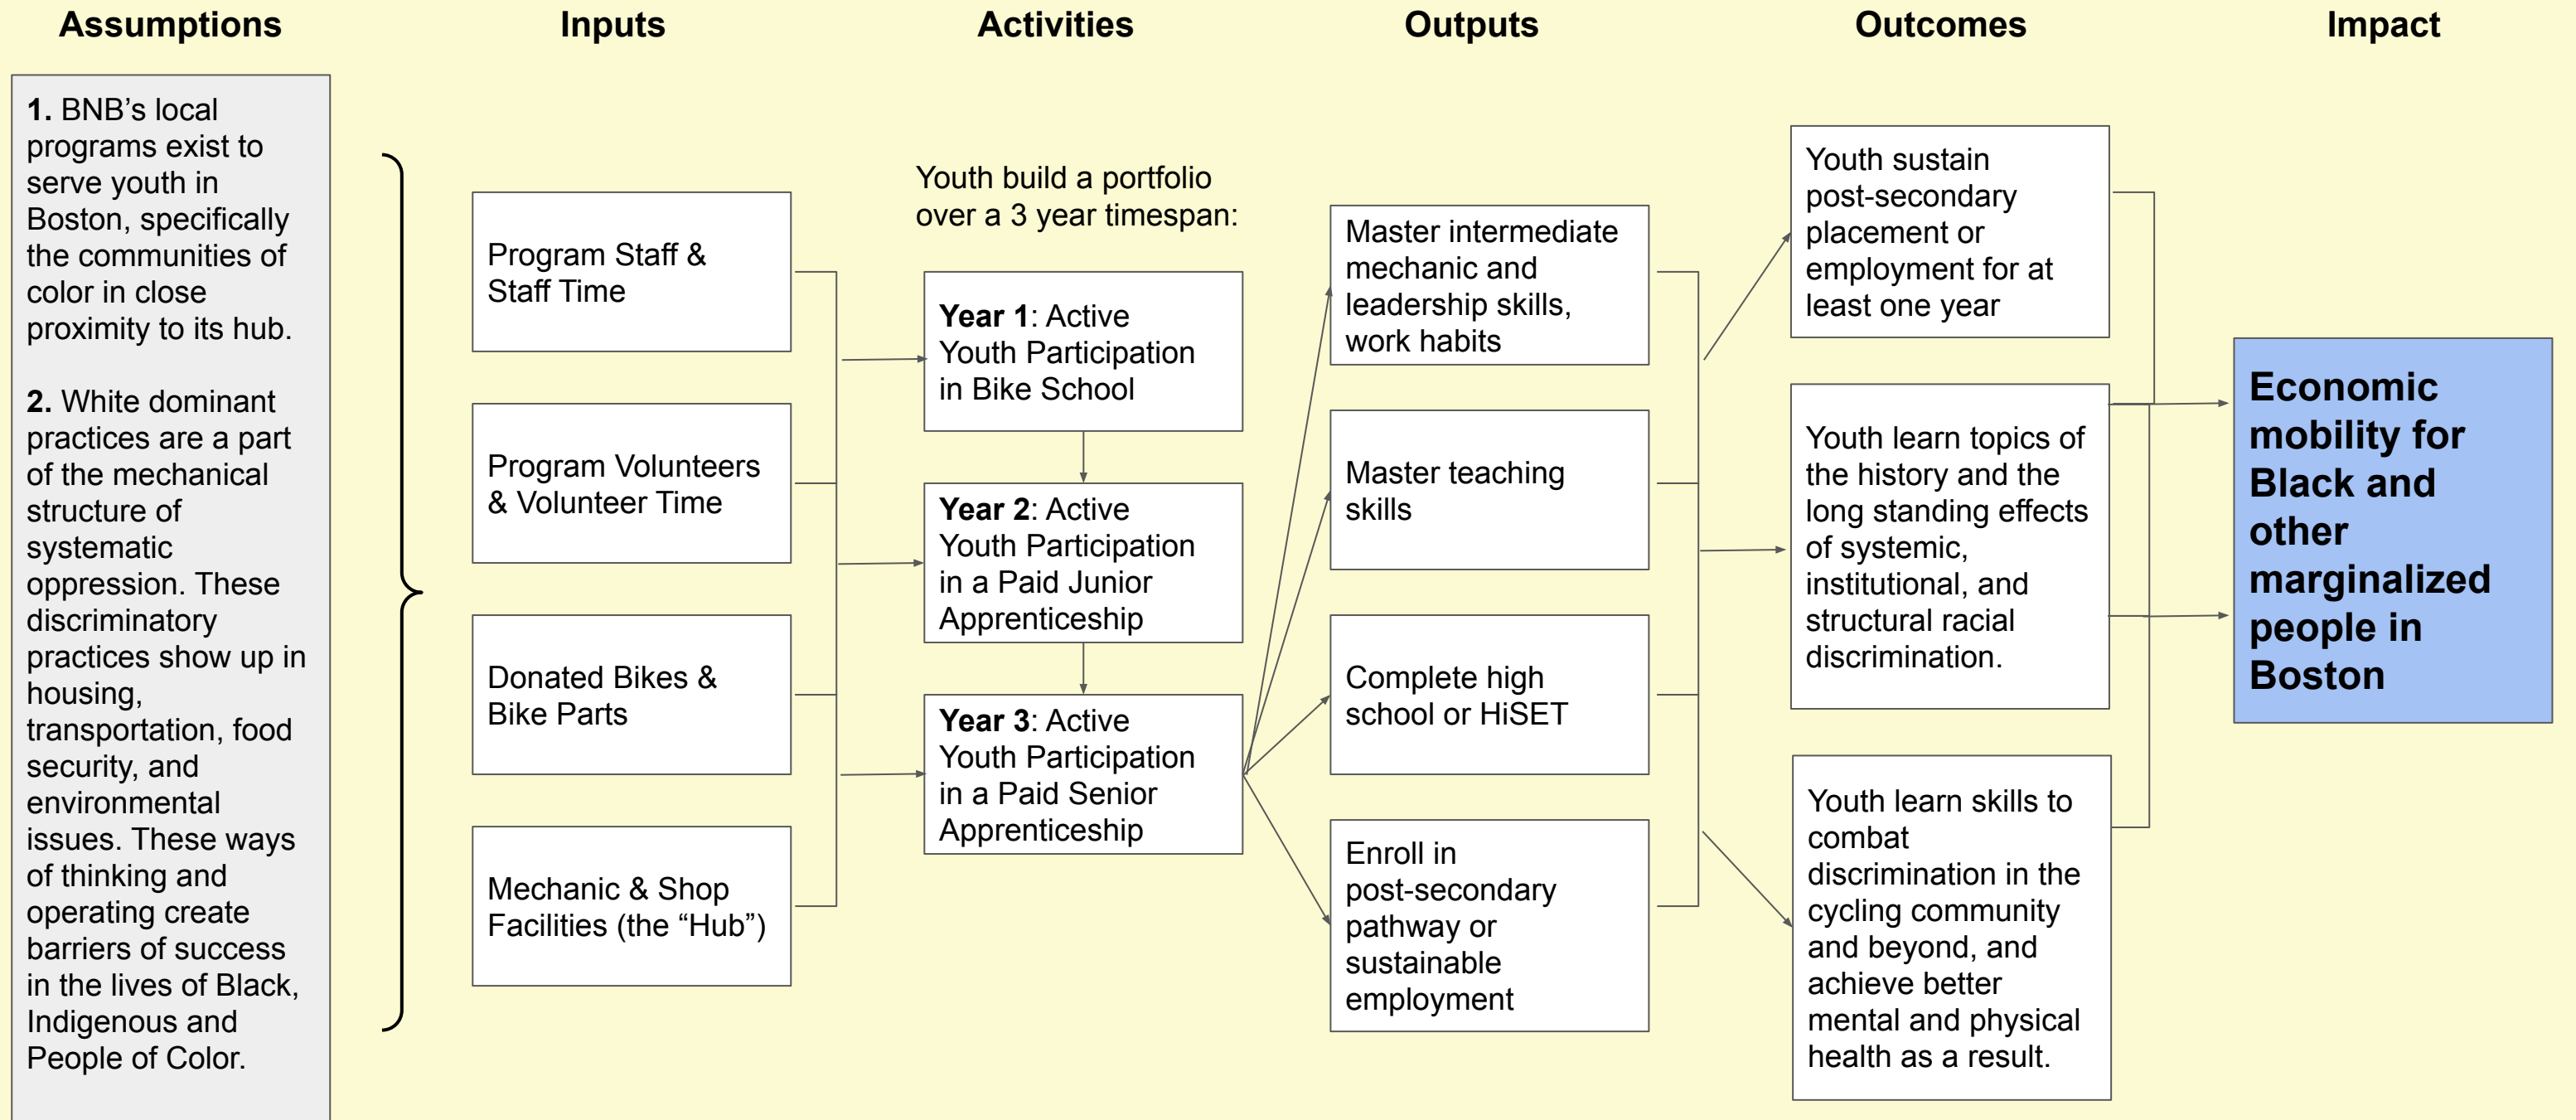 Assumptions
Inputs
Activities
Outputs
Outcomes
Impact
1. BNB’s local
programs exist to
serve youth in
Boston, specifically
the communities of
color in close
proximity to its hub.
2. White dominant
practices are a part
of the mechanical
structure of
systematic
oppression. These
discriminatory
practices show up in
housing,
transportation, food
security, and
environmental
issues. These ways
of thinking and
operating create
barriers of success
in the lives of Black,
Indigenous and
People of Color.
Program Staff &
Staff Time
Program Volunteers
& Volunteer Time
Donated Bikes &
Bike Parts
Mechanic & Shop
Facilities (the “Hub”)
Youth build a portfolio
over a 3 year timespan:
Year 1: Active
Youth Participation
in Bike School
Year 2: Active
Youth Participation
in a Paid Junior
Apprenticeship
Year 3: Active
Youth Participation
in a Paid Senior
Apprenticeship
Master intermediate
mechanic and
leadership skills,
work habits
Master teaching
skills
Complete high
school or HiSET
Enroll in
post-secondary
pathway or
sustainable
employment
Youth sustain
post-secondary
placement or
employment for at
least one year
Youth learn topics of
the history and the
long standing effects
of systemic,
institutional, and
structural racial
discrimination.
Youth learn skills to
combat
discrimination in the
cycling community
and beyond, and
achieve better
mental and physical
health as a result.
Economic
mobility for
Black and
other
marginalized
people in
Boston